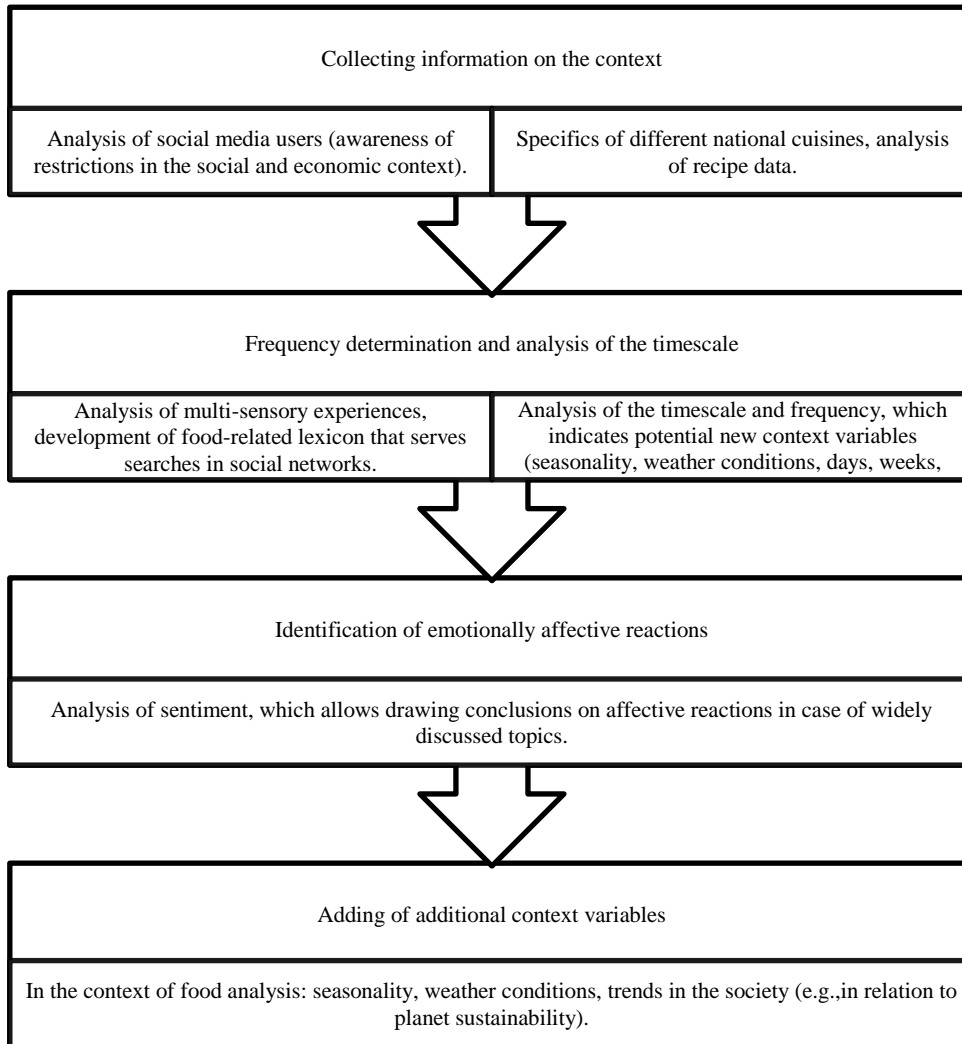 Collecting information on the context
Analysis of social media users (awareness of
restrictions in the social and economic context).
Specifics of different national cuisines, analysis
of recipe data.
Frequency determination and analysis of the timescale
Analysis of multi-sensory experiences,
development of food-related lexicon that serves
searches in social networks.
Analysis of the timescale and frequency, which
indicates potential new context variables
(seasonality, weather conditions, days, weeks,
Identification of emotionally affective reactions
Analysis of sentiment, which allows drawing conclusions on affective reactions in case of widely
discussed topics.
Adding of additional context variables
In the context of food analysis: seasonality, weather conditions, trends in the society (e.g.,in relation to
planet sustainability).